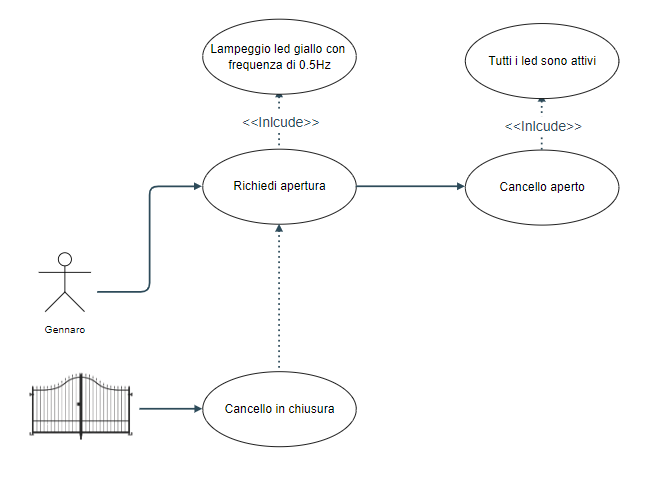 Lampeggio led giallo con
frequenza di 0.5Hz
Tutti i led sono attivi
<<Inlcude>>
<<Inlcude>>
Richiedi apertura
Cancello aperto
Gennaro
Cancello in chiusura